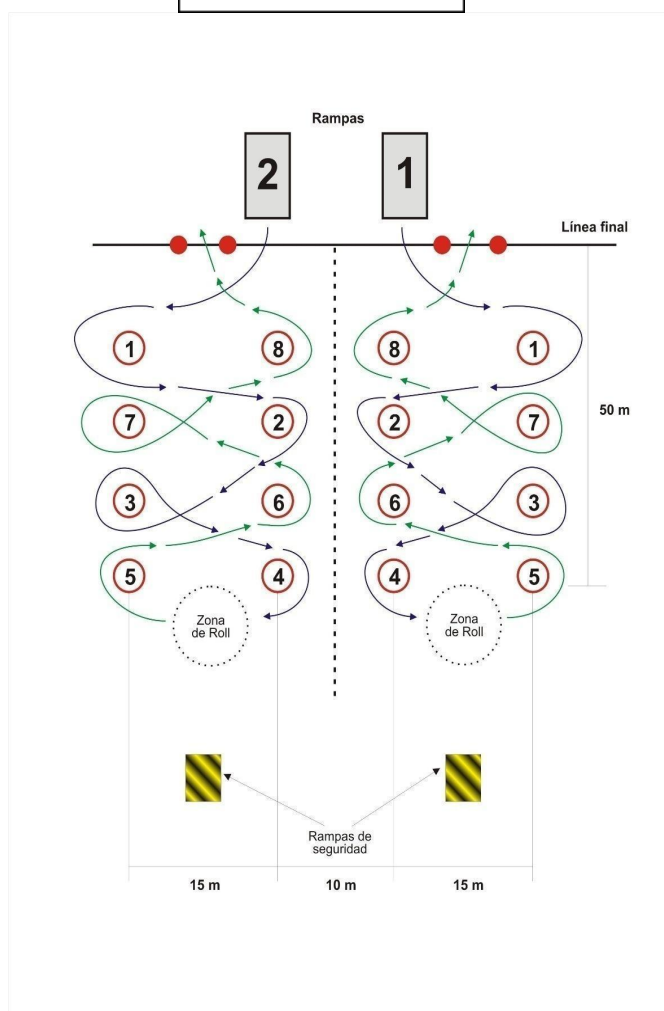 Rampas
2 1
Línea final
1 8 8 1
7 2 2 7
50 m
3 6 6 3
5 4 4 5
Zona
de Roll
Zona
de Roll
Rampas de
seguridad
15 m 10 m 15 m